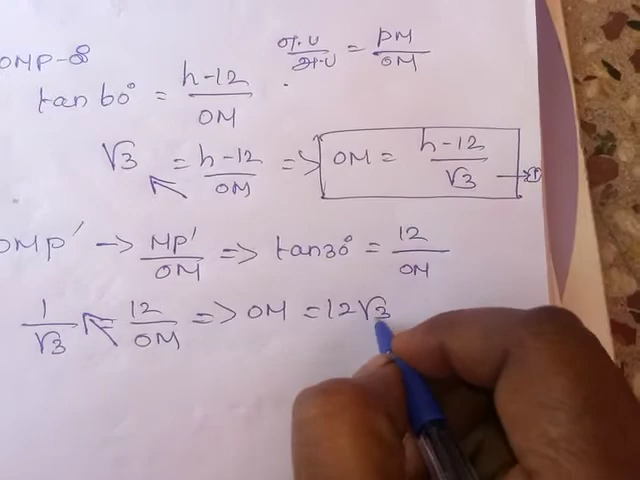 OMP-ல்
எ.ப/அ.ப = PM/OM
tan 60° = h-12/OM
√3 = h-12/OM => OM = h-12/√3 → ①
OMP' → MP'/OM => tan30° = 12/OM
1/√3 = 12/OM => OM = 12√3